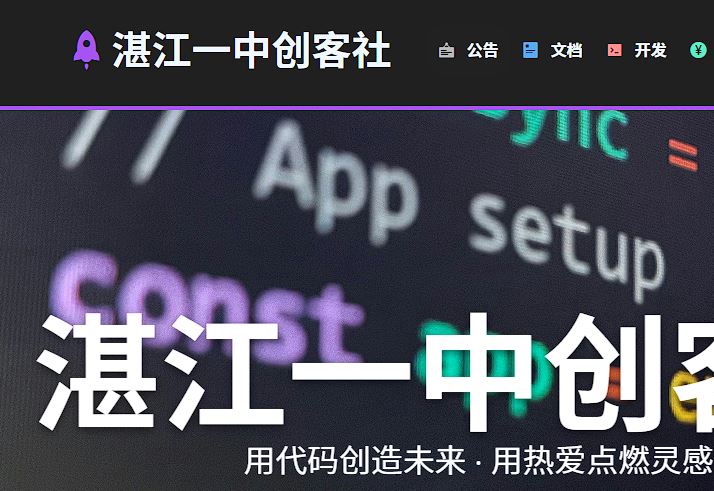 湛江一中创客社
公告 文档 开发 ¥
// App setup
const app =
湛江一中创
用代码创造未来 · 用热爱点燃灵感